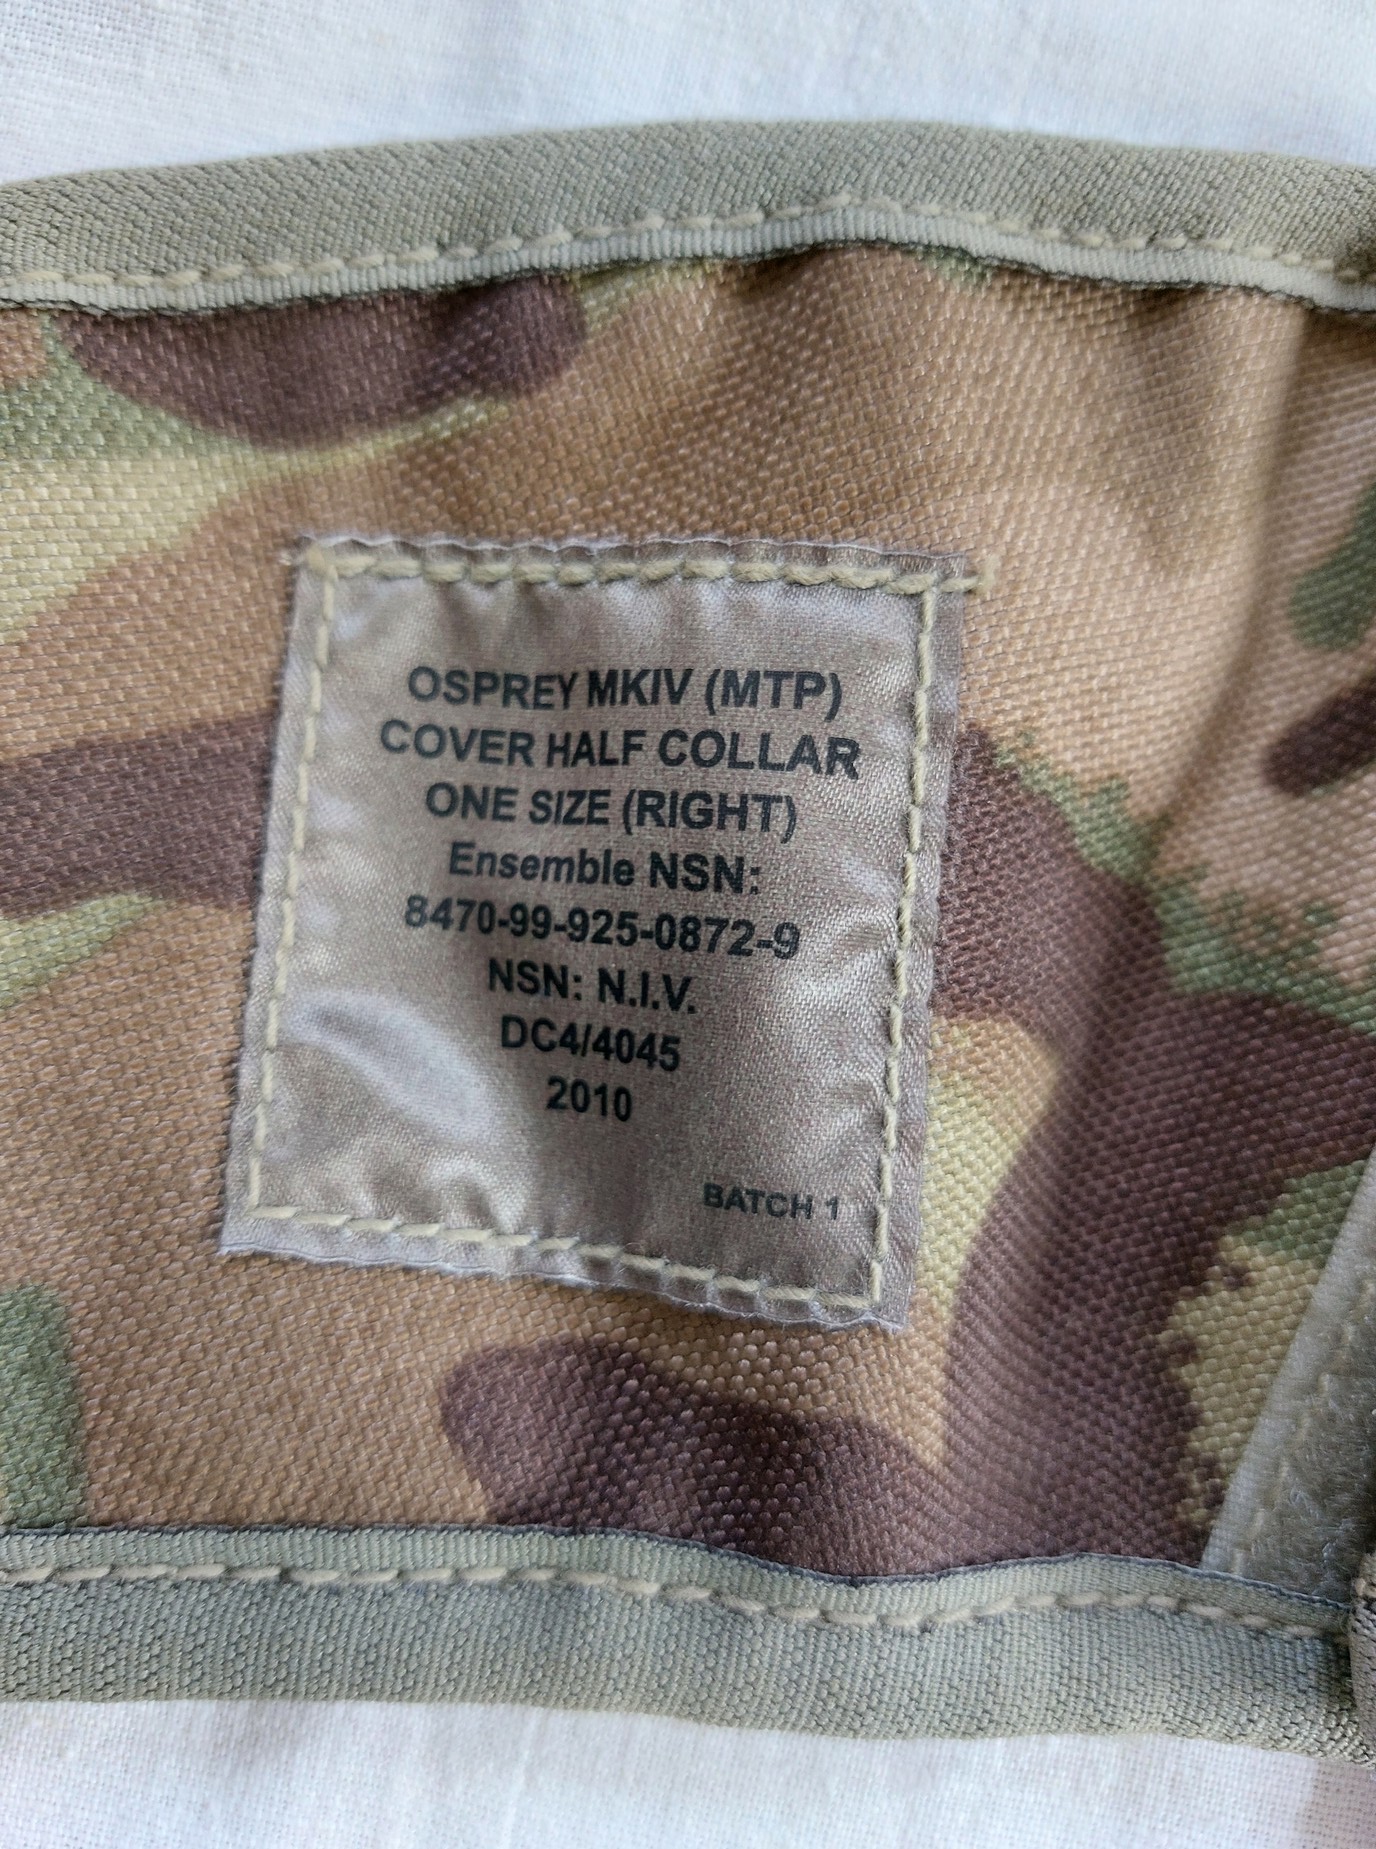 OSPREY MKIV (MTP)
COVER HALF COLLAR
ONE SIZE (RIGHT)
Ensemble NSN:
8470-99-925-0872-9
NSN: N.I.V.
DC4/4045
2010
BATCH 1